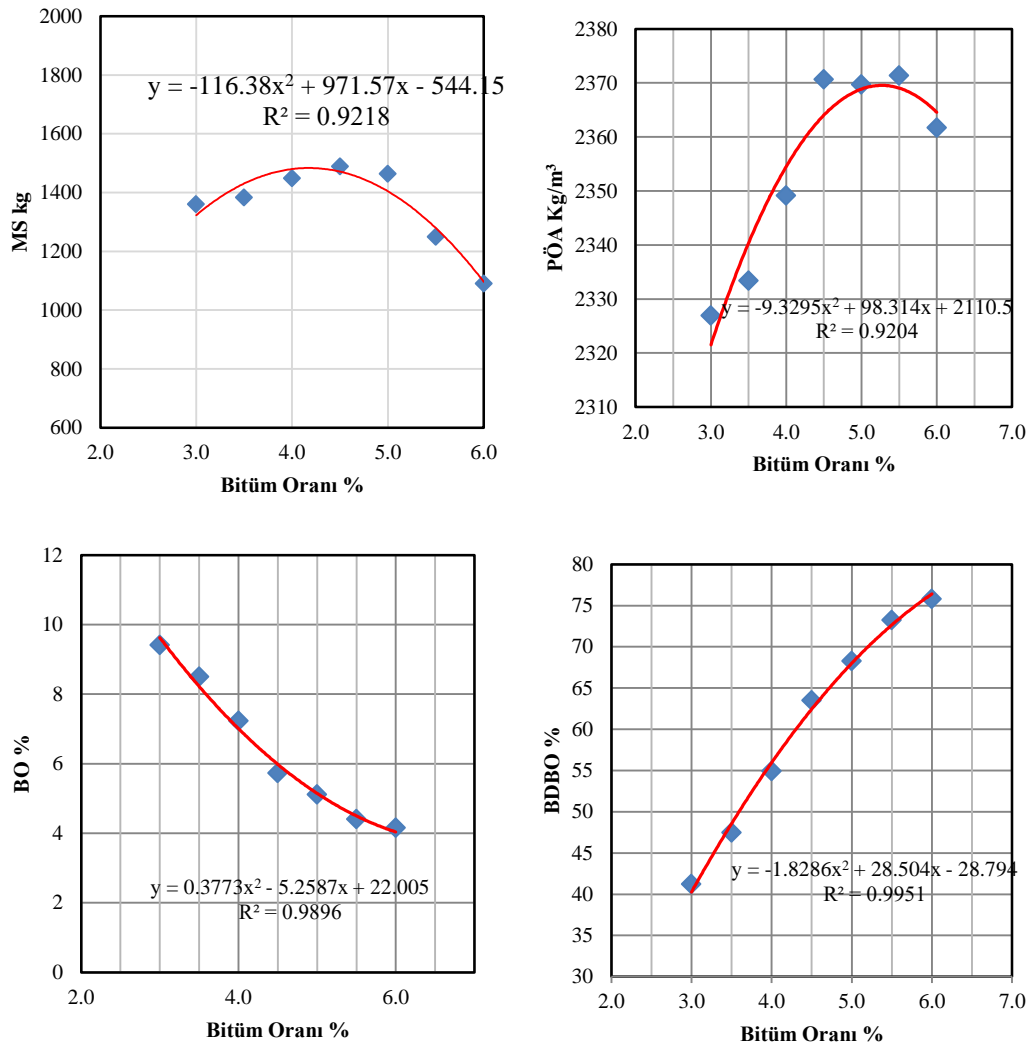 2000
1800
1600
1400
1200
1000
800
600
MS kg
y = -116.38x² + 971.57x - 544.15
R² = 0.9218
2.0 3.0 4.0 5.0 6.0
Bitüm Oranı %
2380
2370
2360
2350
2340
2330
2320
2310
PÖA Kg/m³
y = -9.3295x² + 98.314x + 2110.5
R² = 0.9204
2.0 3.0 4.0 5.0 6.0 7.0
Bitüm Oranı %
12
10
8
6
4
2
0
BO %
y = 0.3773x² - 5.2587x + 22.005
R² = 0.9896
2.0 4.0 6.0
Bitüm Oranı %
80
75
70
65
60
55
50
45
40
35
30
BDBO %
y = -1.8286x² + 28.504x - 28.794
R² = 0.9951
2.0 3.0 4.0 5.0 6.0 7.0
Bitüm Oranı %